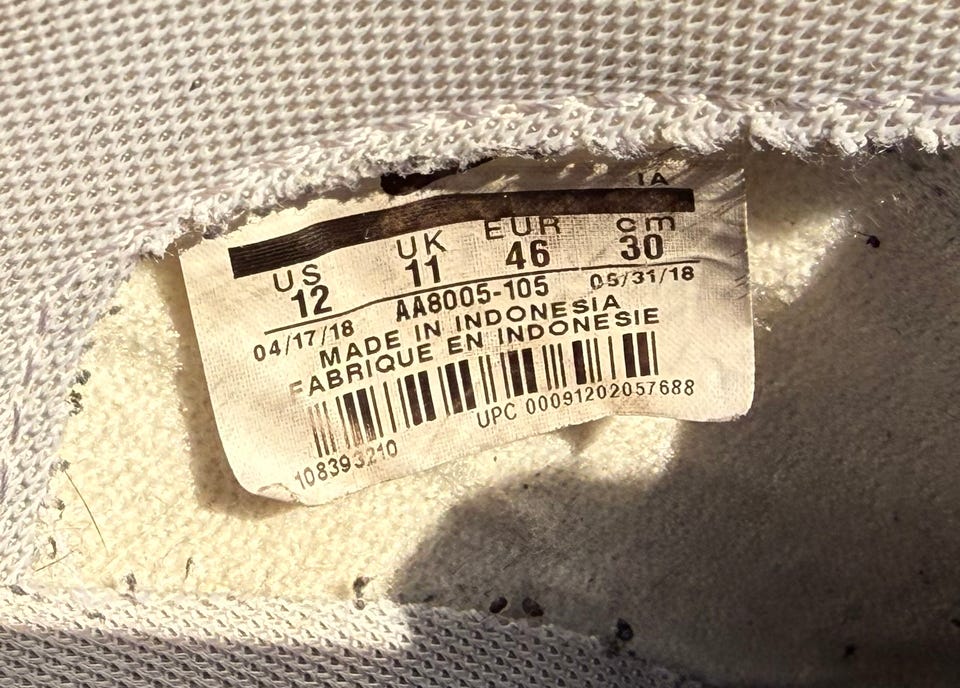 IA
US UK EUR cm
12 11 46 30
04/17/18 AA8005-105 05/31/18
MADE IN INDONESIA
FABRIQUE EN INDONESIE
UPC 00091202057688
108393210